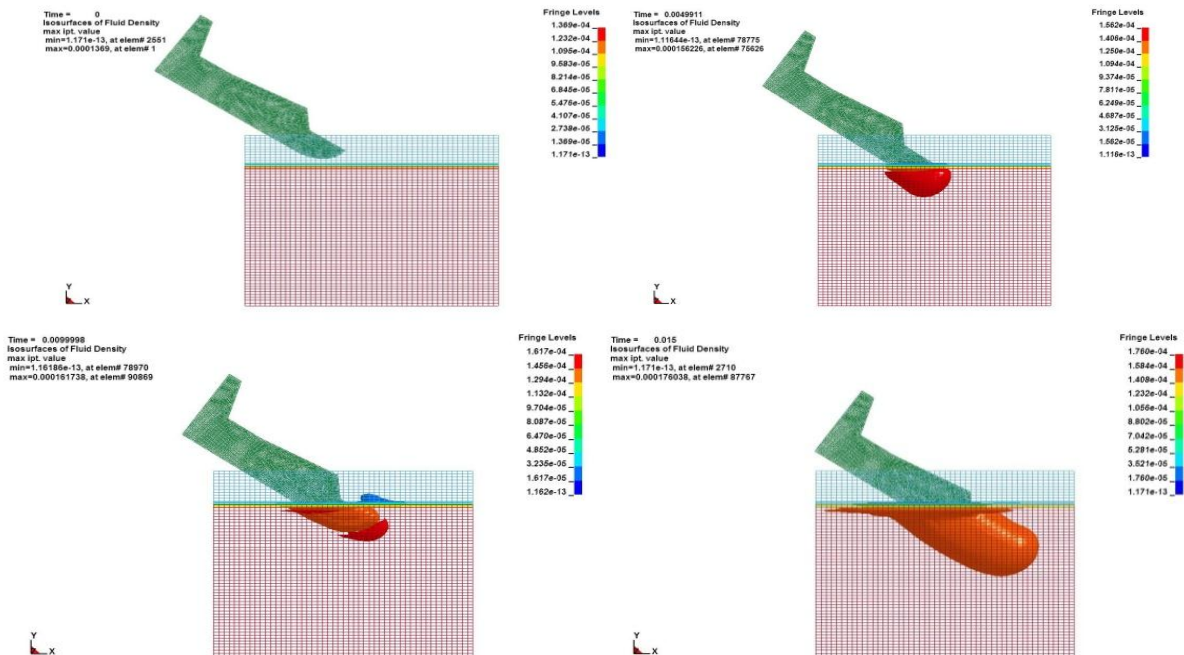 Time = 0
Isosurfaces of Fluid Density
max ipt. value
min=1.171e-13, at elem# 2551
max=0.0001369, at elem# 1
Fringe Levels
1.369e-04
1.232e-04
1.095e-04
9.583e-05
8.214e-05
6.845e-05
5.476e-05
4.107e-05
2.738e-05
1.369e-05
1.171e-13
Y
X
Time = 0.0049911
Isosurfaces of Fluid Density
max ipt. value
min=1.11644e-13, at elem# 78775
max=0.000156226, at elem# 75626
Fringe Levels
1.562e-04
1.406e-04
1.250e-04
9.374e-05
7.811e-05
6.249e-05
4.687e-05
3.125e-05
1.562e-05
1.116e-13
Y
X
Time = 0.0099998
Isosurfaces of Fluid Density
max ipt. value
min=1.16186e-13, at elem# 78970
max=0.000161738, at elem# 90869
Fringe Levels
1.617e-04
1.456e-04
1.294e-04
1.132e-04
9.704e-05
8.087e-05
6.470e-05
4.852e-05
3.235e-05
1.617e-05
1.162e-13
Y
X
Time = 0.015
Isosurfaces of Fluid Density
max ipt. value
min=1.171e-13, at elem# 2710
max=0.000176038, at elem# 87767
Fringe Levels
1.760e-04
1.584e-04
1.408e-04
1.232e-04
1.056e-04
8.802e-05
7.042e-05
5.281e-05
3.521e-05
1.760e-05
1.171e-13
Y
X